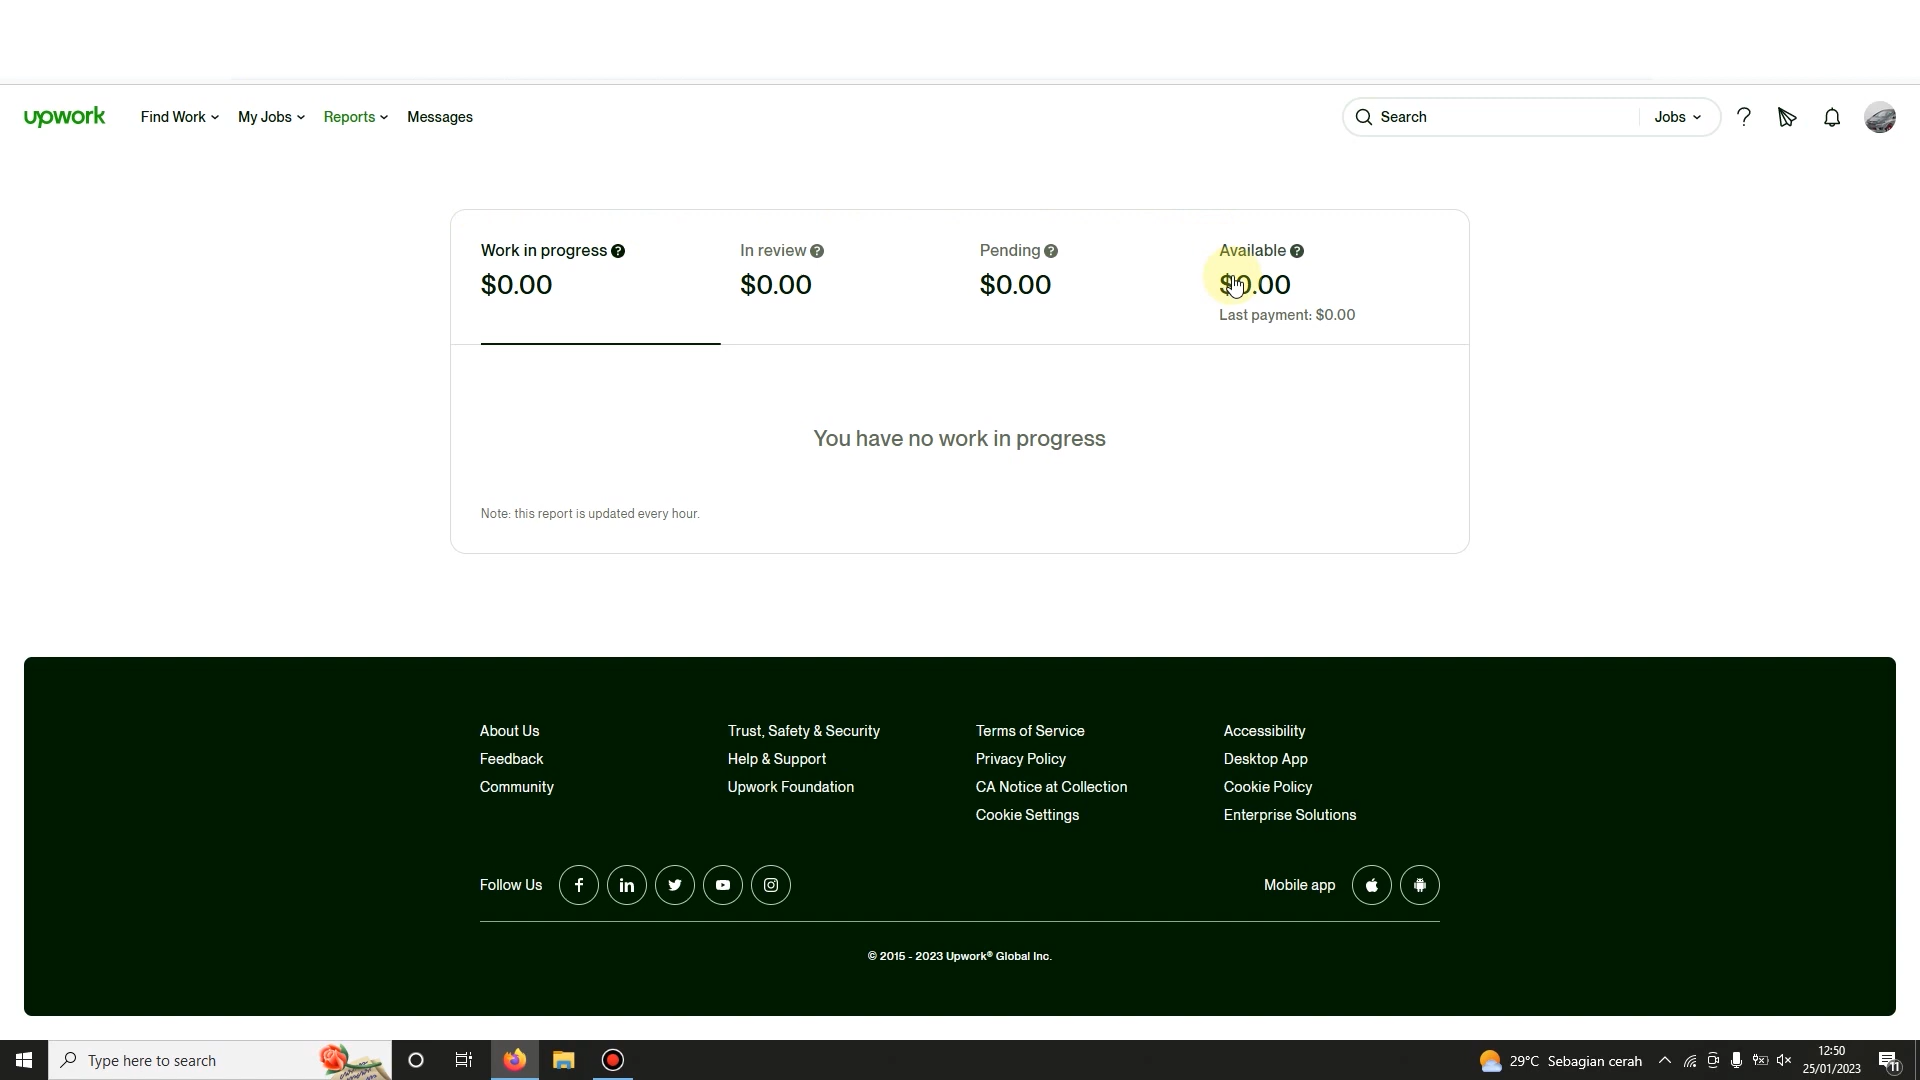 upwork
Find Work
My Jobs
Reports
Messages
Search
Jobs
Work in progress
$0.00
In review
$0.00
Pending
$0.00
Available
$0.00
Last payment: $0.00
You have no work in progress
Note: this report is updated every hour.
About Us
Feedback
Community
Trust, Safety & Security
Help & Support
Upwork Foundation
Terms of Service
Privacy Policy
CA Notice at Collection
Cookie Settings
Accessibility
Desktop App
Cookie Policy
Enterprise Solutions
Follow Us
Mobile app
© 2015 - 2023 Upwork® Global Inc.
Type here to search
29°C Sebagian cerah
12:50
25/01/2023
11